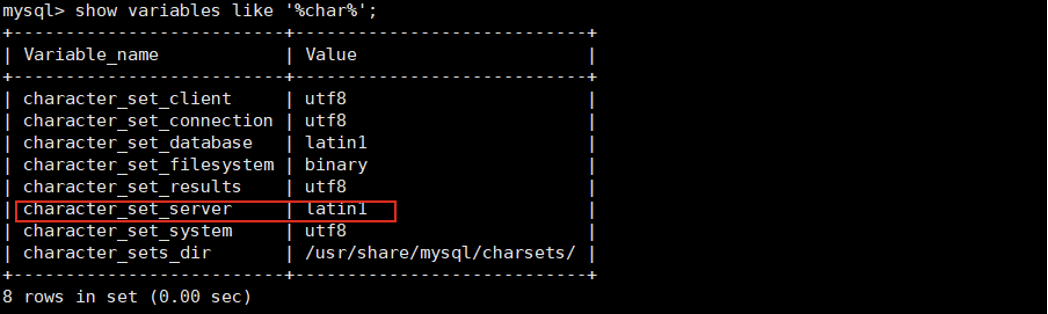 mysql> show variables like '%char%';
+--------------------------+----------------------------+
| Variable_name            | Value                      |
+--------------------------+----------------------------+
| character_set_client     | utf8                       |
| character_set_connection | utf8                       |
| character_set_database   | latin1                     |
| character_set_filesystem | binary                     |
| character_set_results    | utf8                       |
| character_set_server     | latin1                     |
| character_set_system     | utf8                       |
| character_sets_dir       | /usr/share/mysql/charsets/ |
+--------------------------+----------------------------+
8 rows in set (0.00 sec)